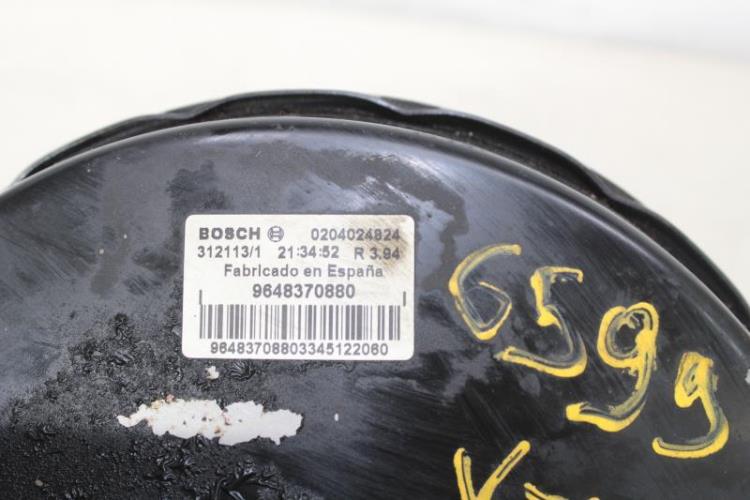 BOSCH 0204024824
312113/1 21:34:52 R 3.94
Fabricado en España
9648370880
96483708803345122060
6599